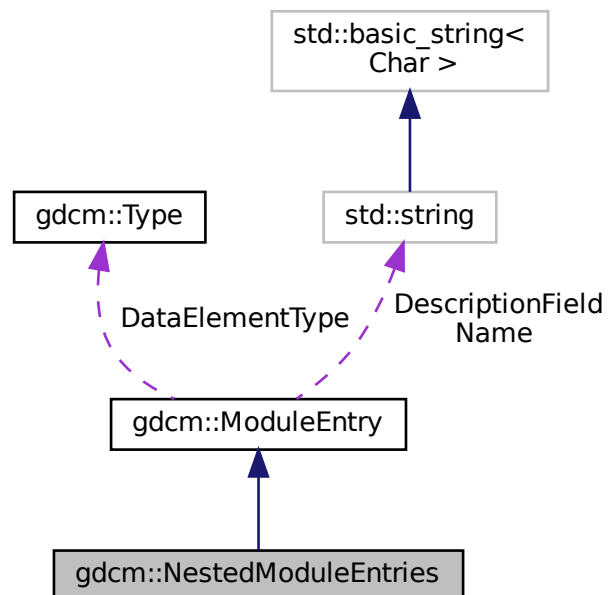 std::basic_string<
Char >
gdcm::Type
std::string
DataElementType
DescriptionField
Name
gdcm::ModuleEntry
gdcm::NestedModuleEntries